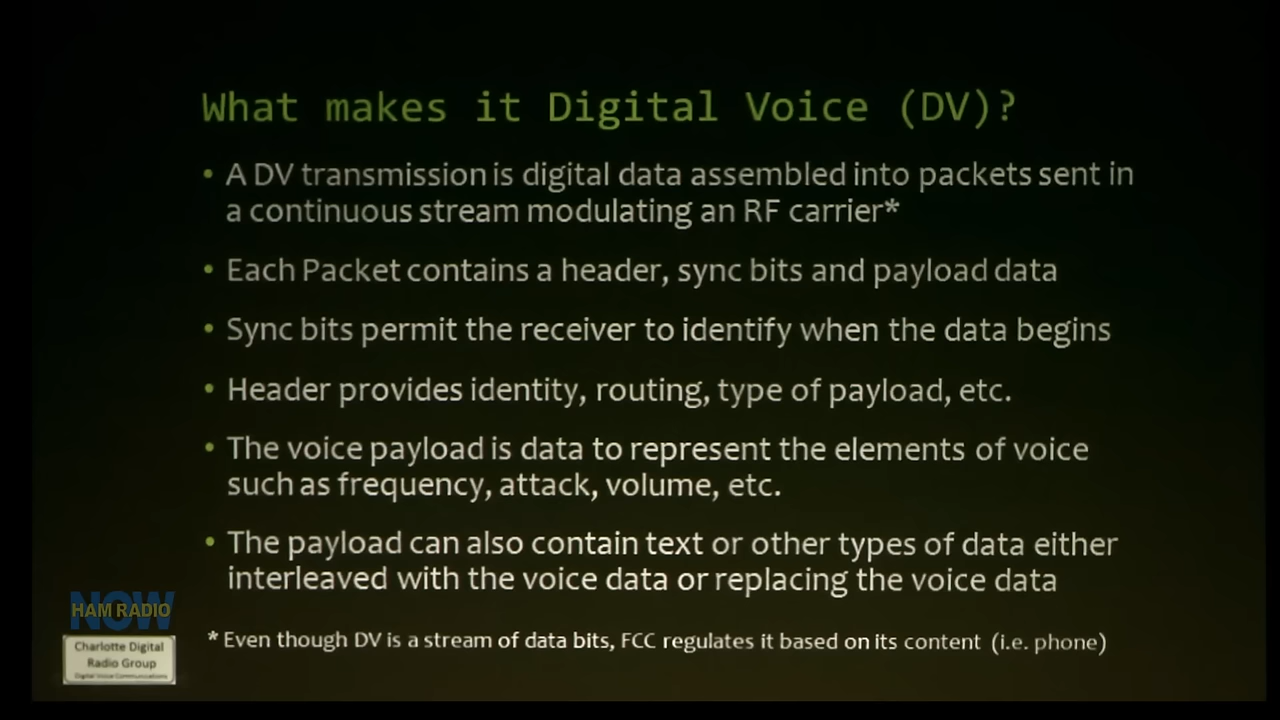 What makes it Digital Voice (DV)?
• A DV transmission is digital data assembled into packets sent in
a continuous stream modulating an RF carrier*
• Each Packet contains a header, sync bits and payload data
• Sync bits permit the receiver to identify when the data begins
• Header provides identity, routing, type of payload, etc.
• The voice payload is data to represent the elements of voice
such as frequency, attack, volume, etc.
• The payload can also contain text or other types of data either
interleaved with the voice data or replacing the voice data
* Even though DV is a stream of data bits, FCC regulates it based on its content (i.e. phone)
NOW
HAM RADIO
Charlotte Digital
Radio Group
Digital Voice Communications